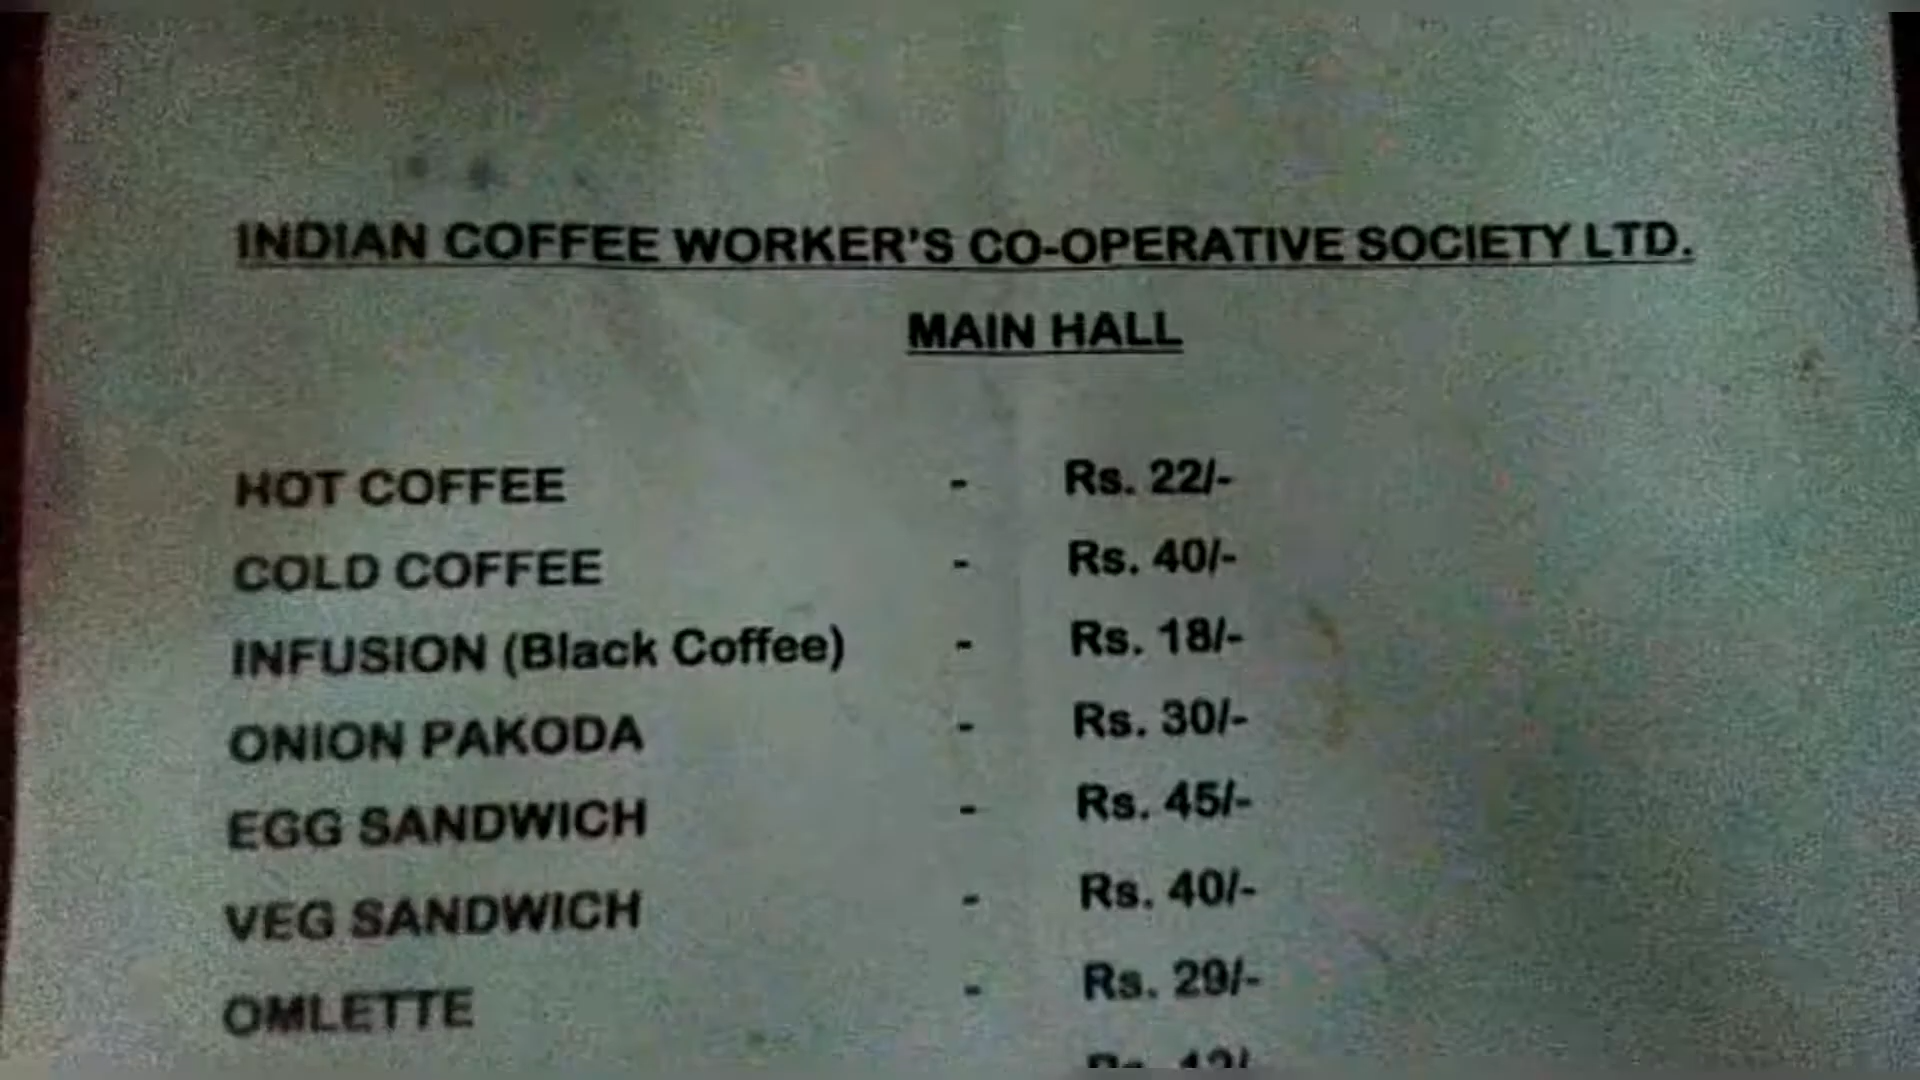 INDIAN COFFEE WORKER'S CO-OPERATIVE SOCIETY LTD.
MAIN HALL
HOT COFFEE - Rs. 22/-
COLD COFFEE - Rs. 40/-
INFUSION (Black Coffee) - Rs. 18/-
ONION PAKODA - Rs. 30/-
EGG SANDWICH - Rs. 45/-
VEG SANDWICH - Rs. 40/-
OMLETTE - Rs. 29/-